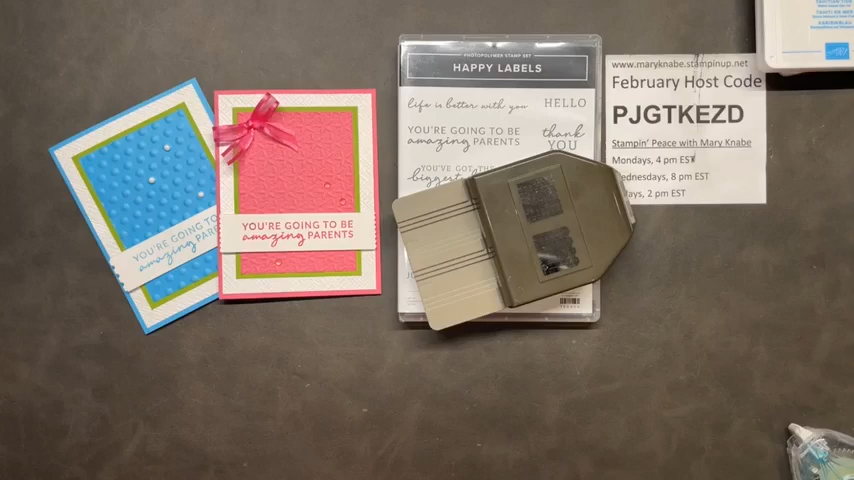 PHOTOPOLYMER STAMP SET
HAPPY LABELS
life is better with you
HELLO
YOU'RE GOING TO BE
amazing PARENTS
thank
YOU
YOU'VE GOT THE
biggest
www.maryknabe.stampinup.net
February Host Code
PJGTKEZD
Stampin' Peace with Mary Knabe
Mondays, 4 pm EST
Wednesdays, 8 pm EST
2 pm EST
YOU'RE GOING TO
amazing PAR
YOU'RE GOING TO BE
amazing PARENTS